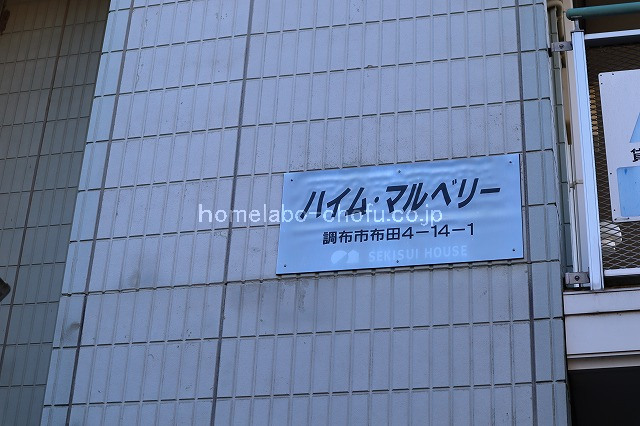 ハイム・マルベリー
homelabo-chofu.co.jp
調布市布田4-14-1
SEKISUI HOUSE
貸